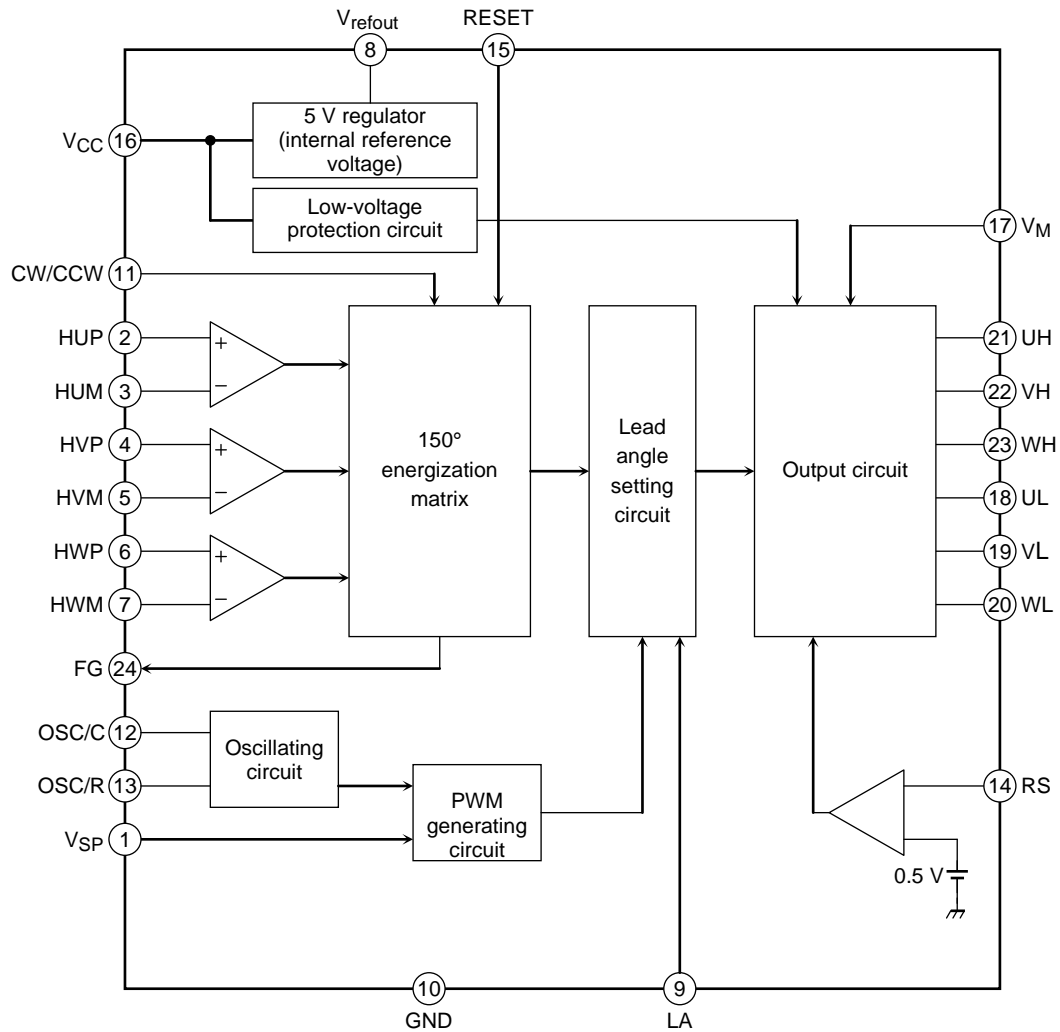 Vrefout
RESET
8
15
5 V regulator
(internal reference
voltage)
VCC
16
Low-voltage
protection circuit
17
VM
CW/CCW
11
HUP
2
+
HUM
3
−
HVP
4
+
HVM
5
−
HWP
6
+
HWM
7
−
150°
energization
matrix
Lead
angle
setting
circuit
Output circuit
21
UH
22
VH
23
WH
18
UL
19
VL
20
WL
FG
24
OSC/C
12
OSC/R
13
Oscillating
circuit
VSP
1
PWM
generating
circuit
14
RS
0.5 V
10
GND
9
LA